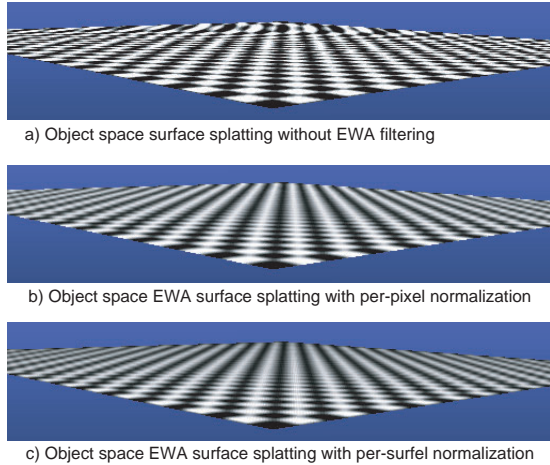 a) Object space surface splatting without EWA filtering
b) Object space EWA surface splatting with per-pixel normalization
c) Object space EWA surface splatting with per-surfel normalization